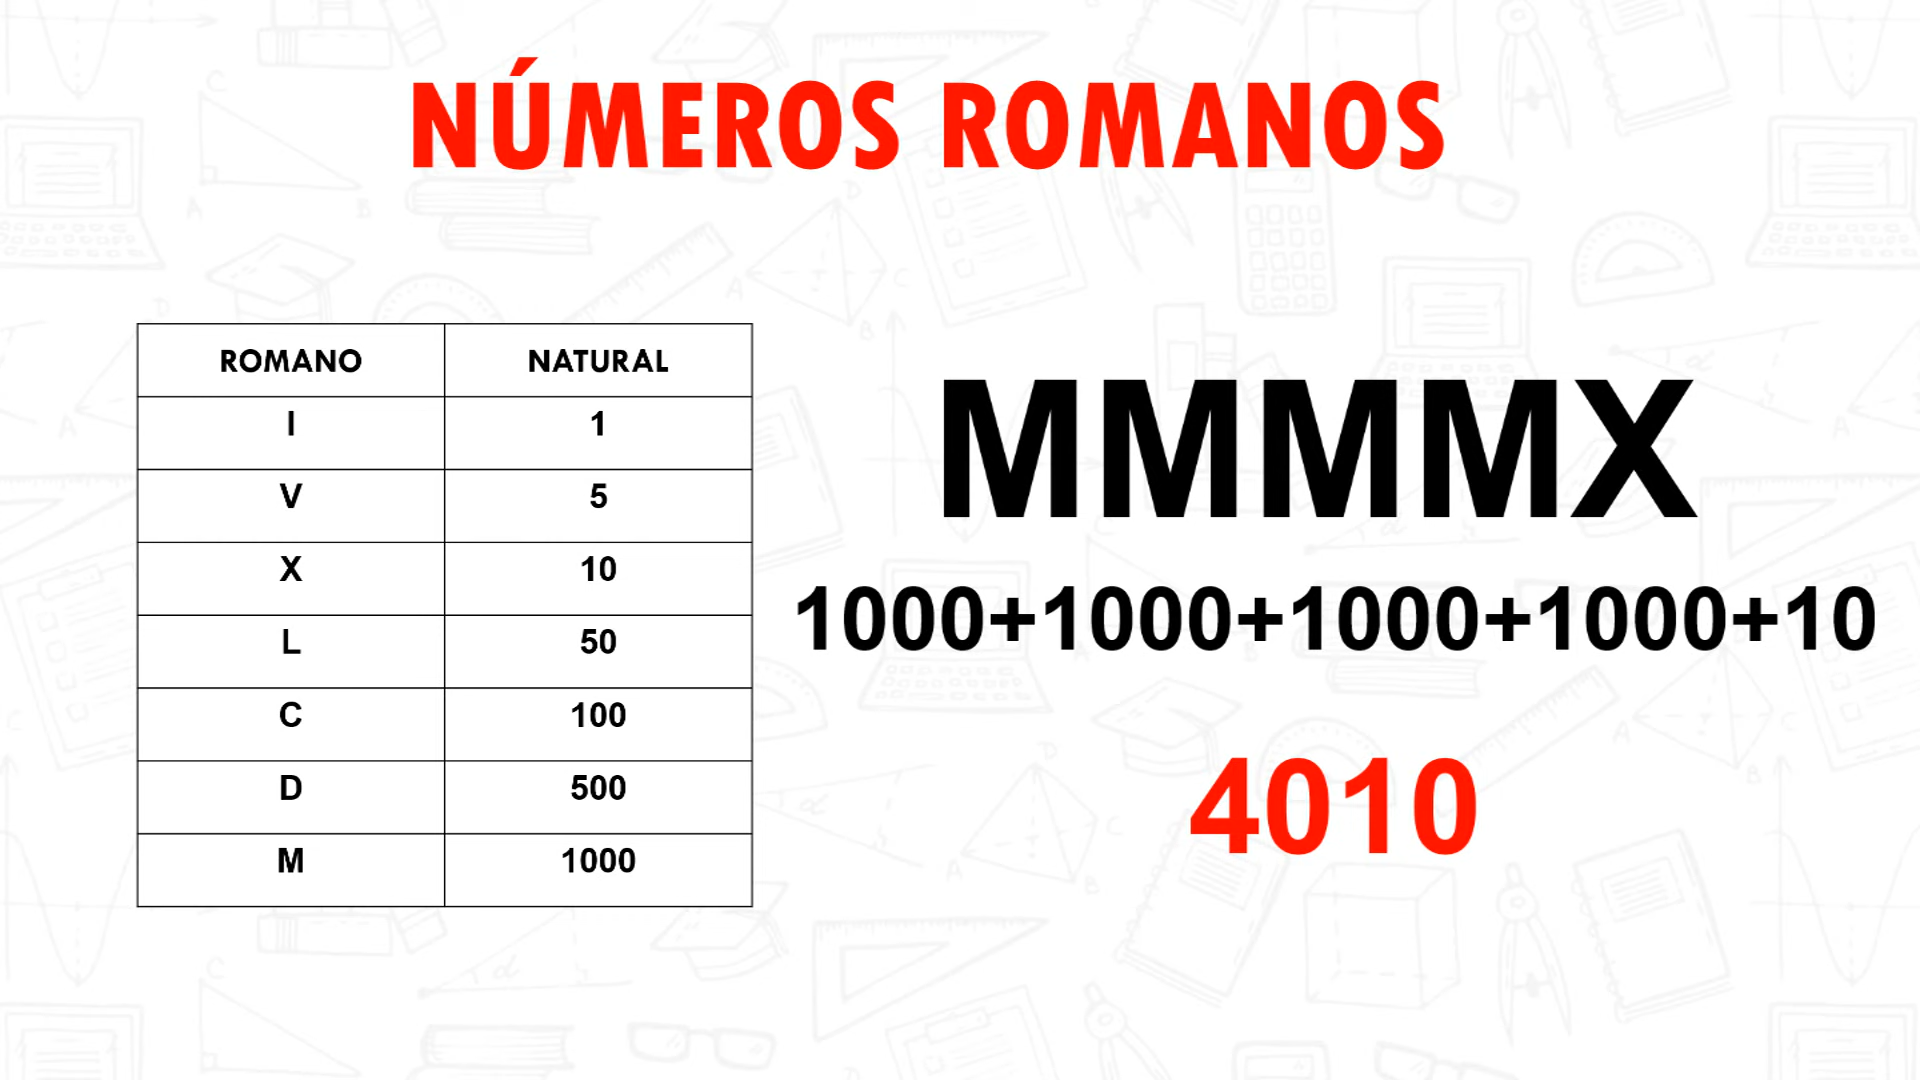 NÚMEROS ROMANOS
ROMANO NATURAL
I 1
V 5
X 10
L 50
C 100
D 500
M 1000
MMMMX
1000+1000+1000+1000+10
4010